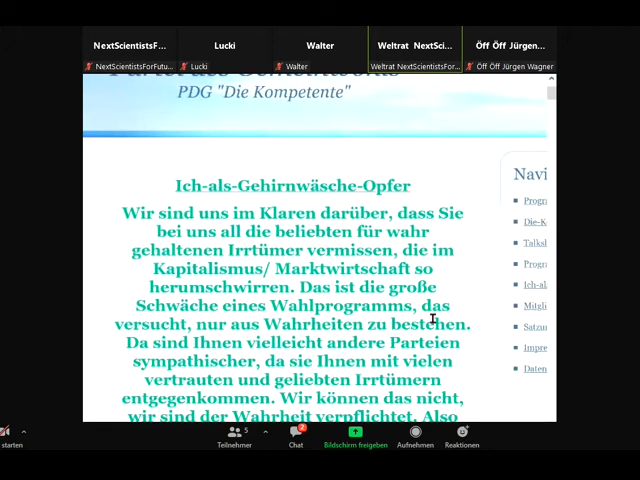 NextScientistsF...
Lucki
Walter
Weltrat NextSci...
Öff Öff Jürgen...
NextScientistsForFutu...
Lucki
Walter
Weltrat NextScientistsFor...
Öff Öff Jürgen Wagner
PDG "Die Kompetente"
Ich-als-Gehirnwäsche-Opfer
Wir sind uns im Klaren darüber, dass Sie
bei uns all die beliebten für wahr
gehaltenen Irrtümer vermissen, die im
Kapitalismus/ Marktwirtschaft so
herumschwirren. Das ist die große
Schwäche eines Wahlprogramms, das
versucht, nur aus Wahrheiten zu bestehen.
Da sind Ihnen vielleicht andere Parteien
sympathischer, da sie Ihnen mit vielen
vertrauten und geliebten Irrtümern
entgegenkommen. Wir können das nicht,
wir sind der Wahrheit verpflichtet. Also
Navi
Progr
Die-K
Talksl
Progr
Ich-al
Mitgli
Satzu
Impre
Daten
starten
Teilnehmer
5
Chat
2
Bildschirm freigeben
Aufnehmen
Reaktionen